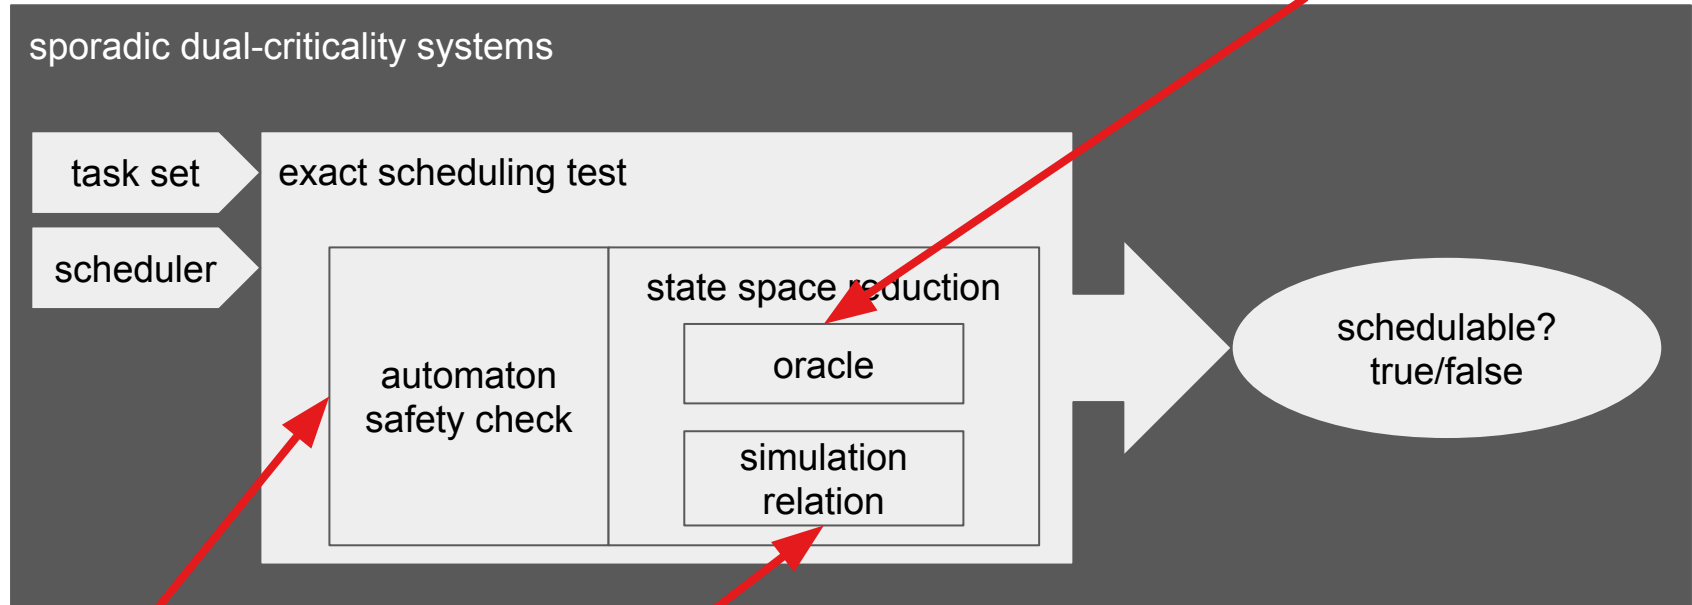 sporadic dual-criticality systems
task set
exact scheduling test
scheduler
state space reduction
oracle
automaton
safety check
simulation
relation
schedulable?
true/false